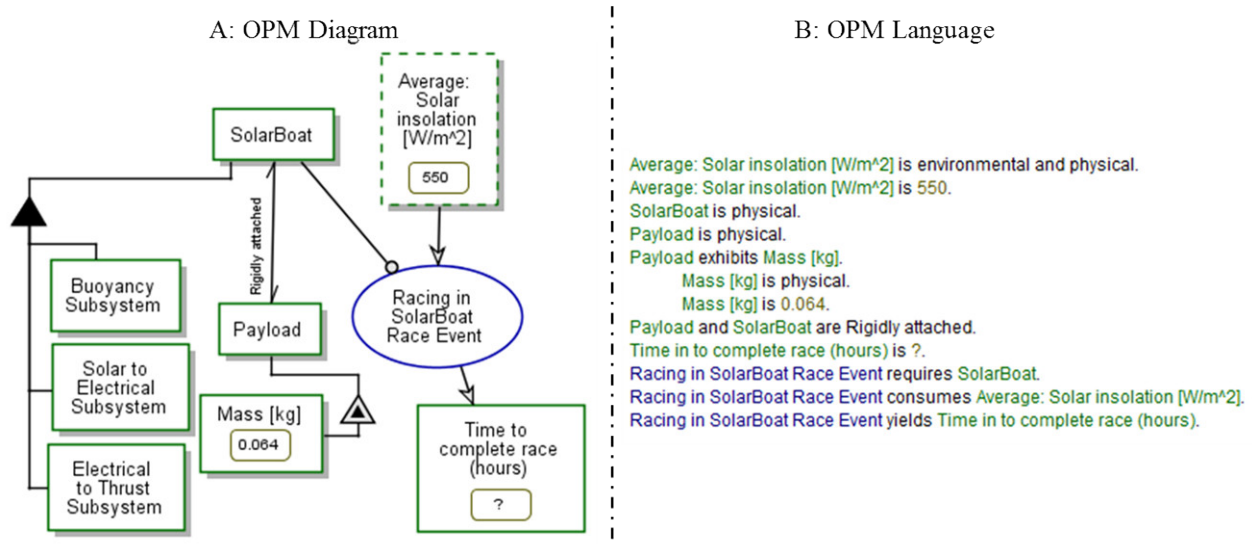 A: OPM Diagram
Average:
Solar
insolation
[W/m^2]
550
SolarBoat
Rigidly attached
Buoyancy
Subsystem
Payload
Racing in
SolarBoat
Race Event
Solar to
Electrical
Subsystem
Mass [kg]
0.064
Time to
complete race
(hours)
?
Electrical
to Thrust
Subsystem
B: OPM Language
Average: Solar insolation [W/m^2] is environmental and physical.
Average: Solar insolation [W/m^2] is 550.
SolarBoat is physical.
Payload is physical.
Payload exhibits Mass [kg].
Mass [kg] is physical.
Mass [kg] is 0.064.
Payload and SolarBoat are Rigidly attached.
Time in to complete race (hours) is ?.
Racing in SolarBoat Race Event requires SolarBoat.
Racing in SolarBoat Race Event consumes Average: Solar insolation [W/m^2].
Racing in SolarBoat Race Event yields Time in to complete race (hours).